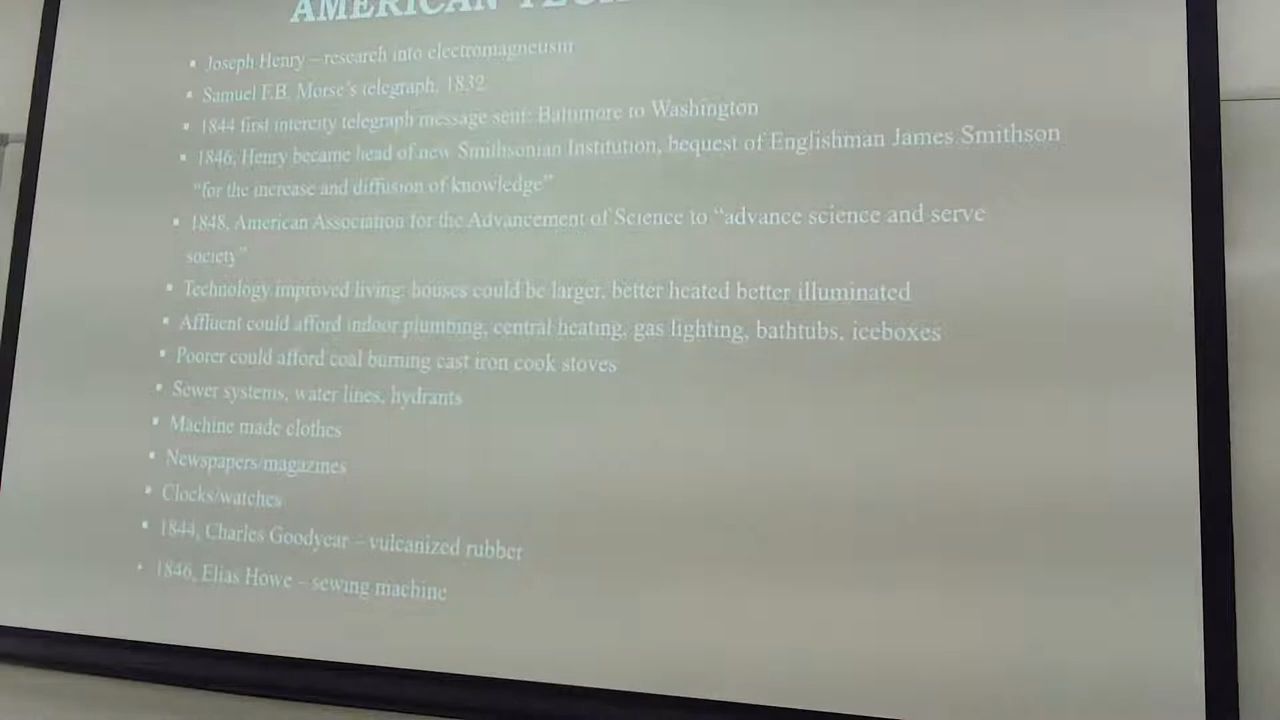 AMERICAN
▪ Joseph Henry – research into electromagnetism
▪ Samuel F.B. Morse's telegraph, 1832
▪ 1844 first intercity telegraph message sent: Baltimore to Washington
▪ 1846, Henry became head of new Smithsonian Institution, bequest of Englishman James Smithson
"for the increase and diffusion of knowledge"
▪ 1848, American Association for the Advancement of Science to "advance science and serve
society"
▪ Technology improved living: houses could be larger, better heated better illuminated
▪ Affluent could afford indoor plumbing, central heating, gas lighting, bathtubs, iceboxes
▪ Poorer could afford coal burning cast iron cook stoves
▪ Sewer systems, water lines, hydrants
▪ Machine made clothes
▪ Newspapers/magazines
▪ Clocks/watches
▪ 1844, Charles Goodyear – vulcanized rubber
▪ 1846, Elias Howe – sewing machine